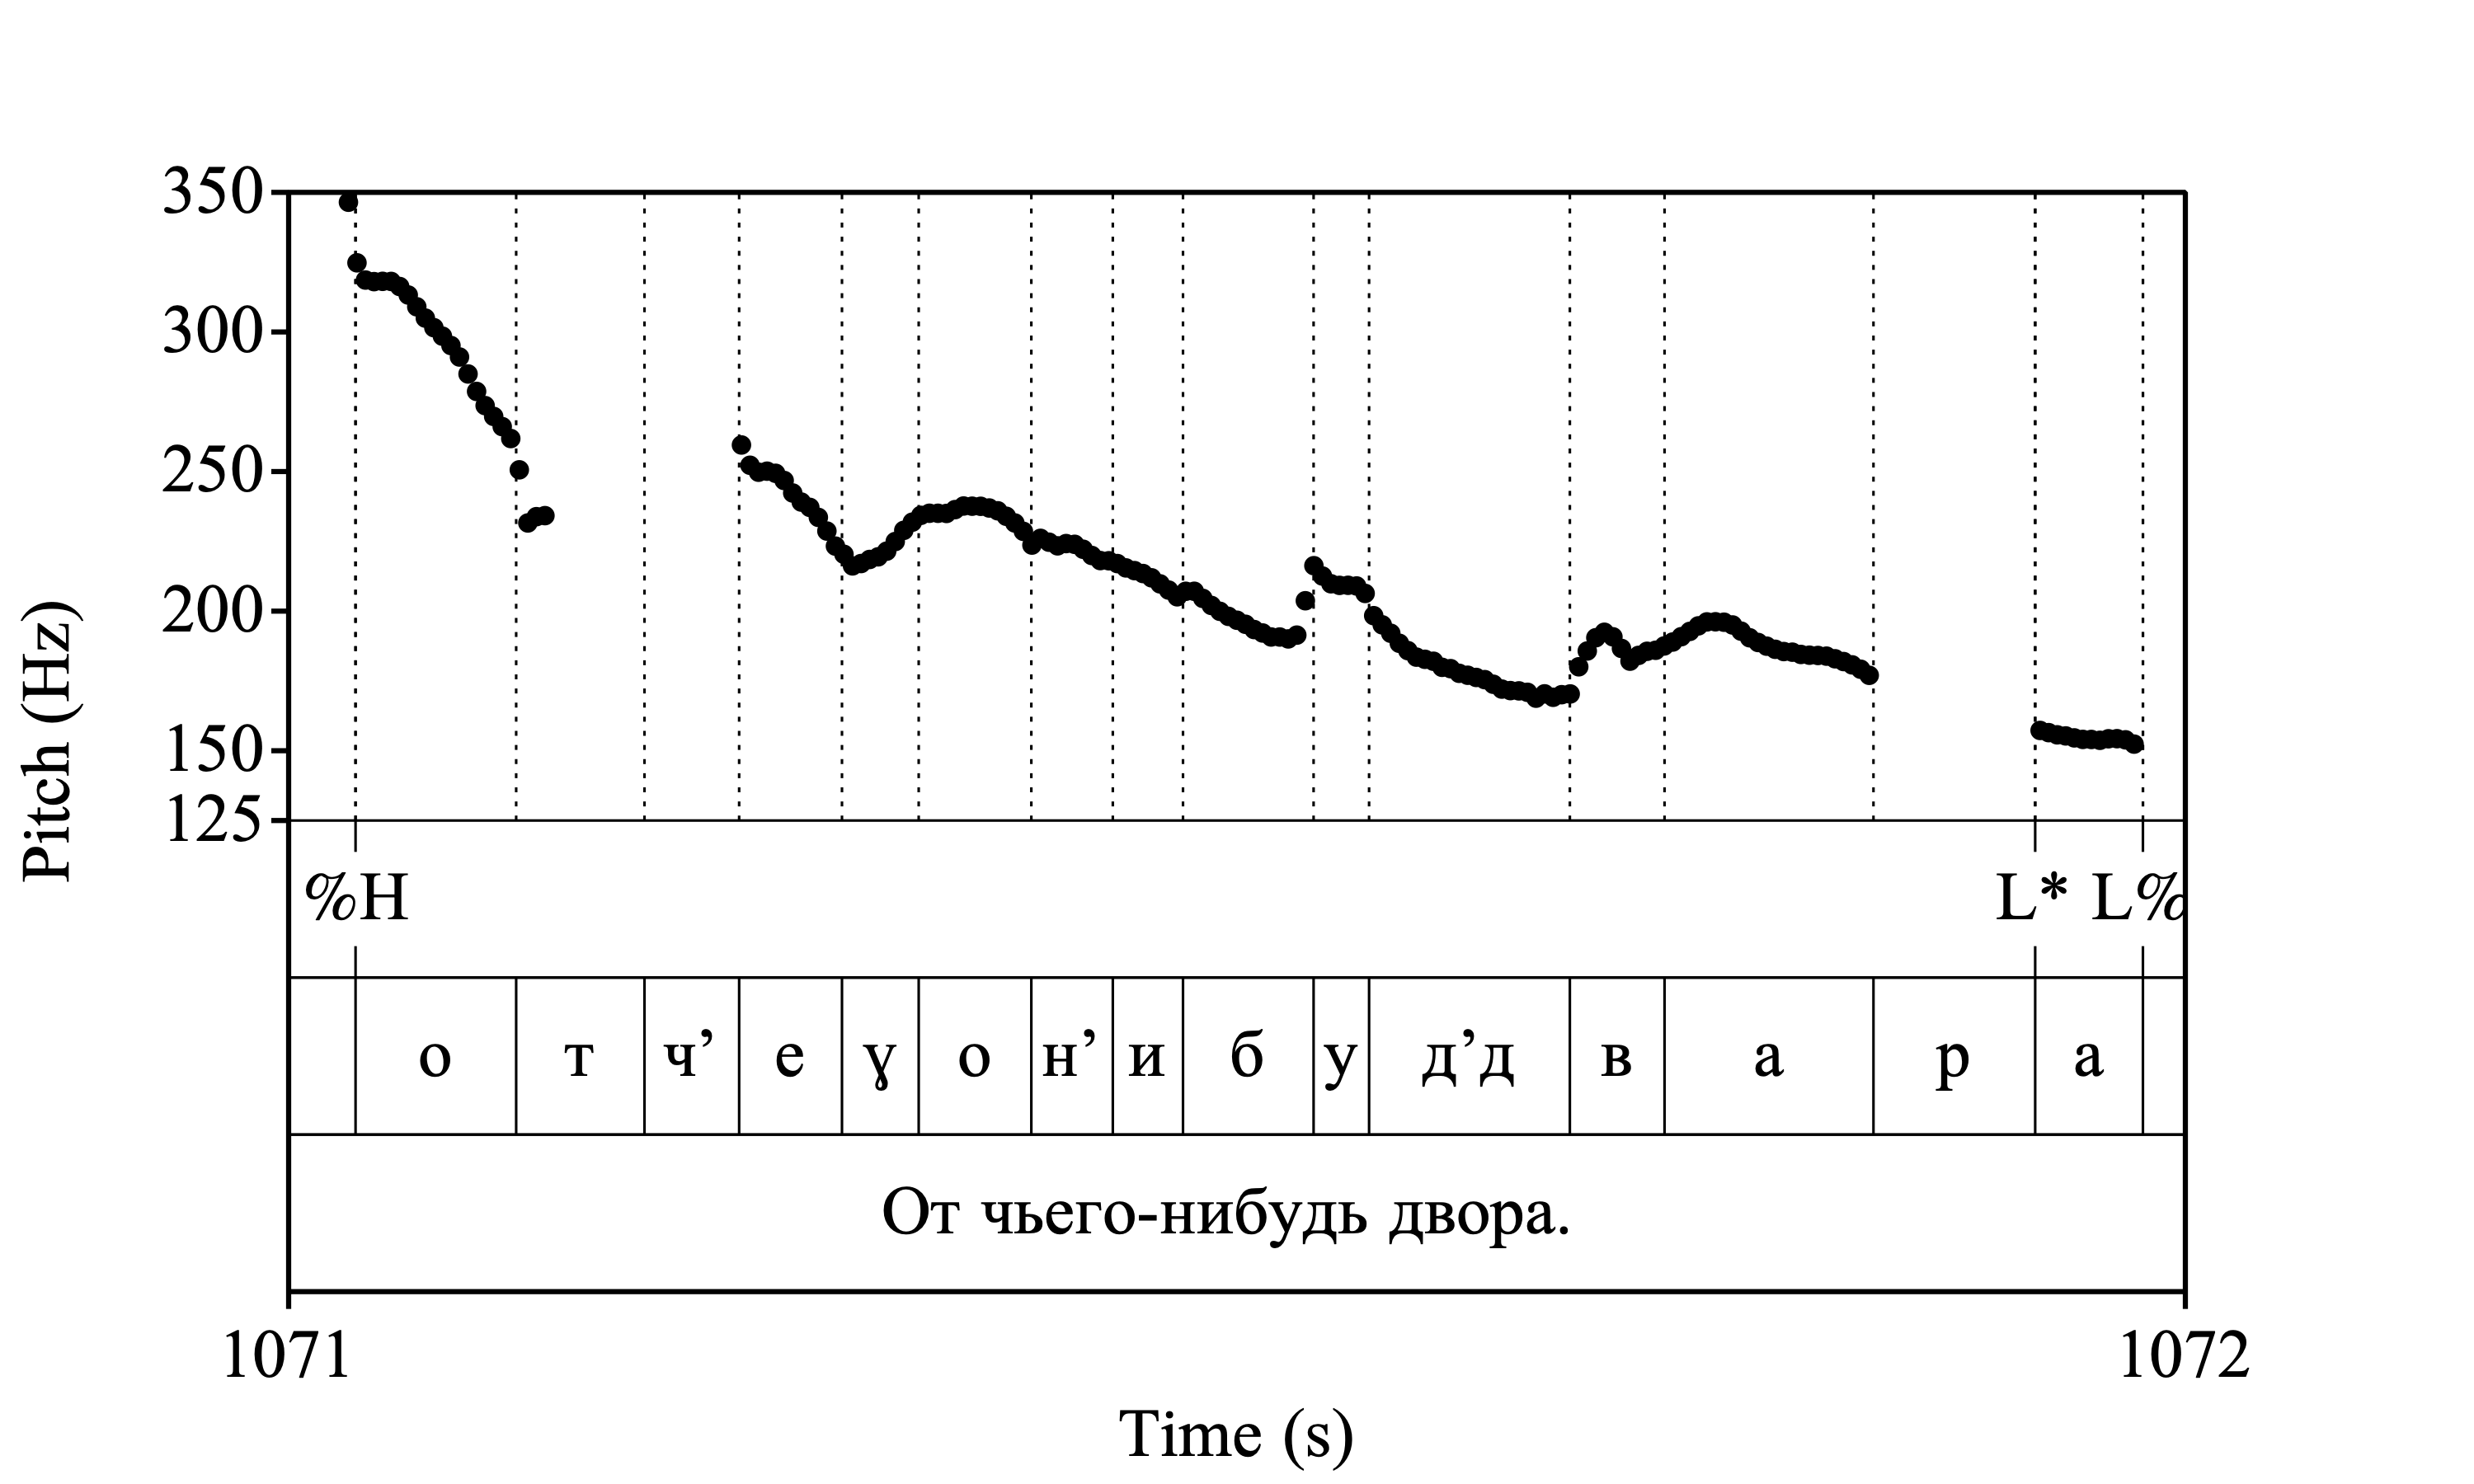 350
300
250
200
150
125
Pitch (Hz)
%H L* L%
о т ч’ е ɣ о н’ и б у д’д в а р а
От чьего-нибудь двора.
1071 1072
Time (s)